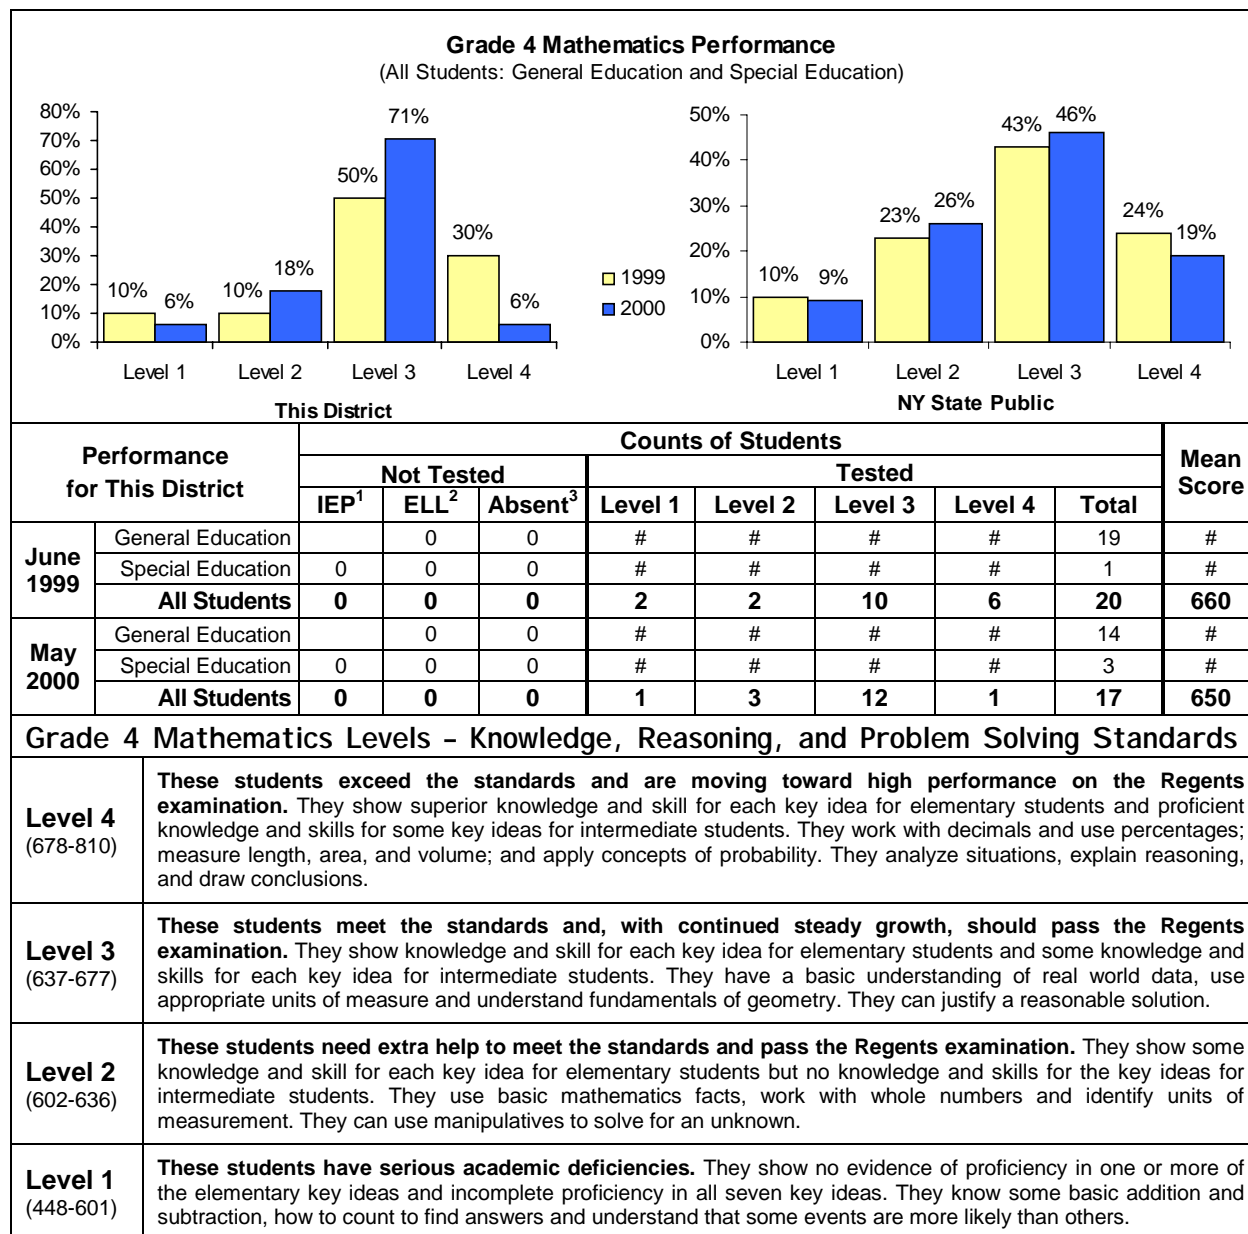 Grade 4 Mathematics Performance
(All Students: General Education and Special Education)
80%
70%
60%
50%
40%
30%
20%
10%
0%
10%
6%
10%
18%
50%
71%
30%
6%
Level 1
Level 2
Level 3
Level 4
This District
1999
2000
50%
40%
30%
20%
10%
0%
10%
9%
23%
26%
43%
46%
24%
19%
Level 1
Level 2
Level 3
Level 4
NY State Public
Performance for This District | Counts of Students | Mean Score
Not Tested | Tested
IEP1 | ELL2 | Absent3 | Level 1 | Level 2 | Level 3 | Level 4 | Total
June 1999
General Education 0 0 # # # # 19 #
Special Education 0 0 0 # # # # 1 #
All Students 0 0 0 2 2 10 6 20 660
May 2000
General Education 0 0 # # # # 14 #
Special Education 0 0 0 # # # # 3 #
All Students 0 0 0 1 3 12 1 17 650
Grade 4 Mathematics Levels – Knowledge, Reasoning, and Problem Solving Standards
Level 4
(678-810)
These students exceed the standards and are moving toward high performance on the Regents
examination. They show superior knowledge and skill for each key idea for elementary students and proficient
knowledge and skills for some key ideas for intermediate students. They work with decimals and use percentages;
measure length, area, and volume; and apply concepts of probability. They analyze situations, explain reasoning,
and draw conclusions.
Level 3
(637-677)
These students meet the standards and, with continued steady growth, should pass the Regents
examination. They show knowledge and skill for each key idea for elementary students and some knowledge and
skills for each key idea for intermediate students. They have a basic understanding of real world data, use
appropriate units of measure and understand fundamentals of geometry. They can justify a reasonable solution.
Level 2
(602-636)
These students need extra help to meet the standards and pass the Regents examination. They show some
knowledge and skill for each key idea for elementary students but no knowledge and skills for the key ideas for
intermediate students. They use basic mathematics facts, work with whole numbers and identify units of
measurement. They can use manipulatives to solve for an unknown.
Level 1
(448-601)
These students have serious academic deficiencies. They show no evidence of proficiency in one or more of
the elementary key ideas and incomplete proficiency in all seven key ideas. They know some basic addition and
subtraction, how to count to find answers and understand that some events are more likely than others.